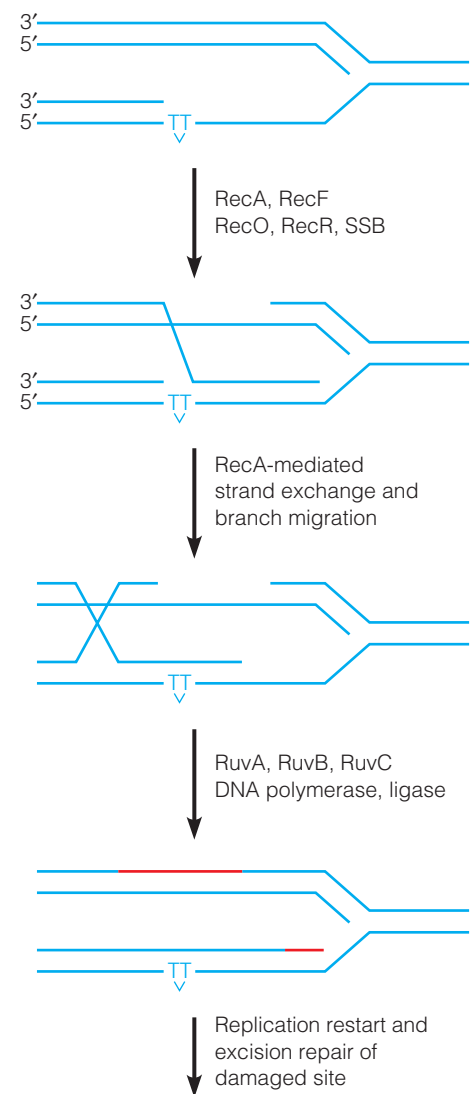 3′
5′
3′
5′
TT
RecA, RecF
RecO, RecR, SSB
3′
5′
3′
5′
TT
RecA-mediated
strand exchange and
branch migration
TT
RuvA, RuvB, RuvC
DNA polymerase, ligase
TT
Replication restart and
excision repair of
damaged site